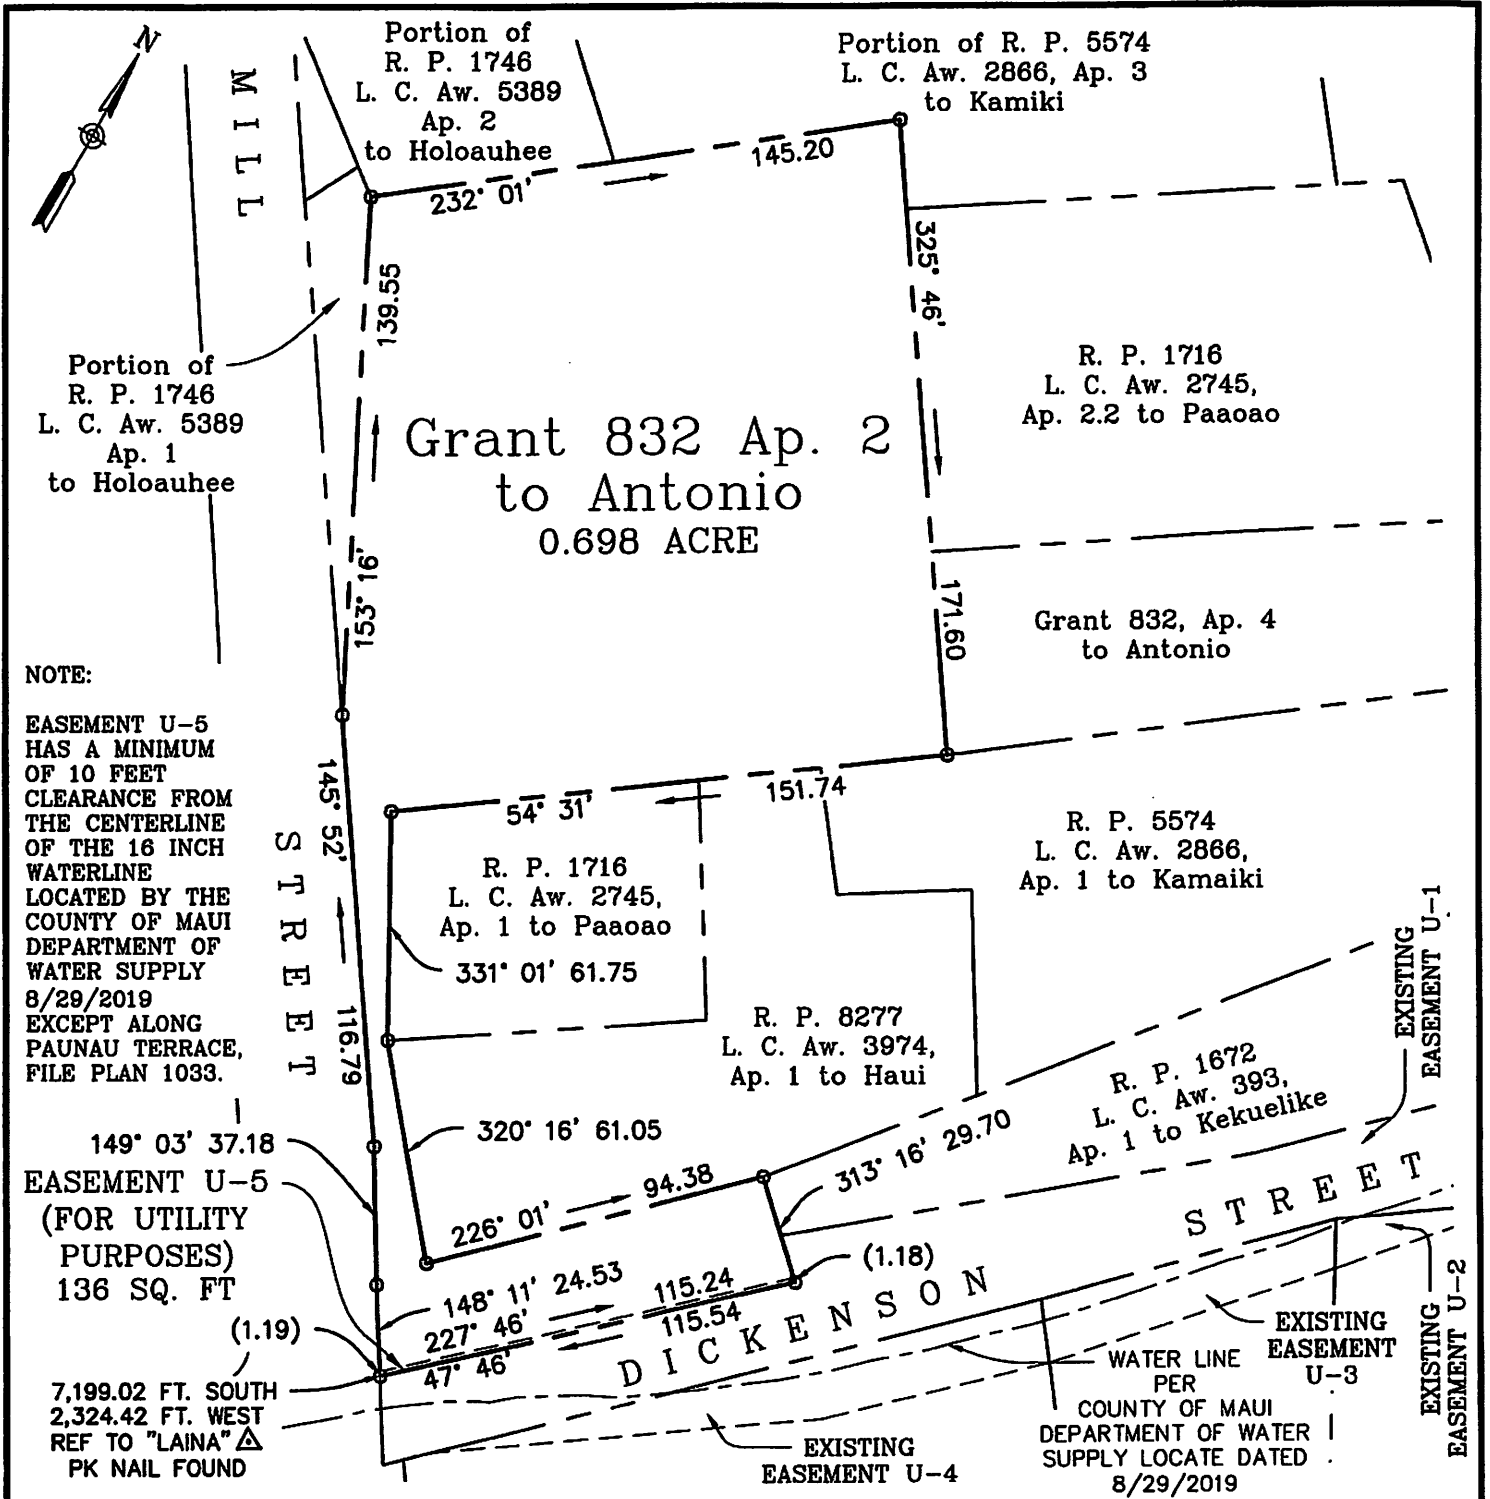 N
MILL
Portion of
R. P. 1746
L. C. Aw. 5389
Ap. 2
to Holoauhee
Portion of R. P. 5574
L. C. Aw. 2866, Ap. 3
to Kamiki
232° 01'
145.20
139.55
153° 16'
325° 46'
171.60
Portion of
R. P. 1746
L. C. Aw. 5389
Ap. 1
to Holoauhee
Grant 832 Ap. 2
to Antonio
0.698 ACRE
R. P. 1716
L. C. Aw. 2745,
Ap. 2.2 to Paaoao
Grant 832, Ap. 4
to Antonio
NOTE:
EASEMENT U-5
HAS A MINIMUM
OF 10 FEET
CLEARANCE FROM
THE CENTERLINE
OF THE 16 INCH
WATERLINE
LOCATED BY THE
COUNTY OF MAUI
DEPARTMENT OF
WATER SUPPLY
8/29/2019
EXCEPT ALONG
PAUNAU TERRACE,
FILE PLAN 1033.
STREET
145° 52'
116.79
54° 31'
151.74
R. P. 1716
L. C. Aw. 2745,
Ap. 1 to Paaoao
331° 01' 61.75
R. P. 5574
L. C. Aw. 2866,
Ap. 1 to Kamaiki
R. P. 8277
L. C. Aw. 3974,
Ap. 1 to Haui
R. P. 1672
L. C. Aw. 393,
Ap. 1 to Kekuelike
EXISTING
EASEMENT U-1
149° 03' 37.18
320° 16' 61.05
EASEMENT U-5
(FOR UTILITY
PURPOSES)
136 SQ. FT
226° 01'
94.38
313° 16' 29.70
(1.18)
148° 11' 24.53
227° 46'
115.24
47° 46'
115.54
(1.19)
DICKENSON STREET
7,199.02 FT. SOUTH
2,324.42 FT. WEST
REF TO "LAINA"
PK NAIL FOUND
EXISTING
EASEMENT U-4
WATER LINE
PER
COUNTY OF MAUI
DEPARTMENT OF WATER
SUPPLY LOCATE DATED
8/29/2019
EXISTING
EASEMENT
U-3
EXISTING
EASEMENT U-2